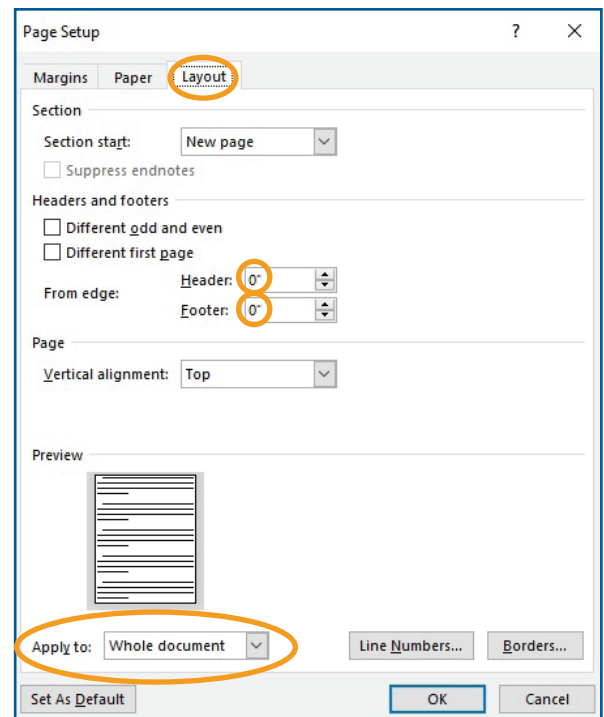 Page Setup ? ×
Margins Paper Layout
Section
Section start: New page
Suppress endnotes
Headers and footers
Different odd and even
Different first page
From edge:
Header: 0"
Footer: 0"
Page
Vertical alignment: Top
Preview
Apply to: Whole document Line Numbers... Borders...
Set As Default OK Cancel